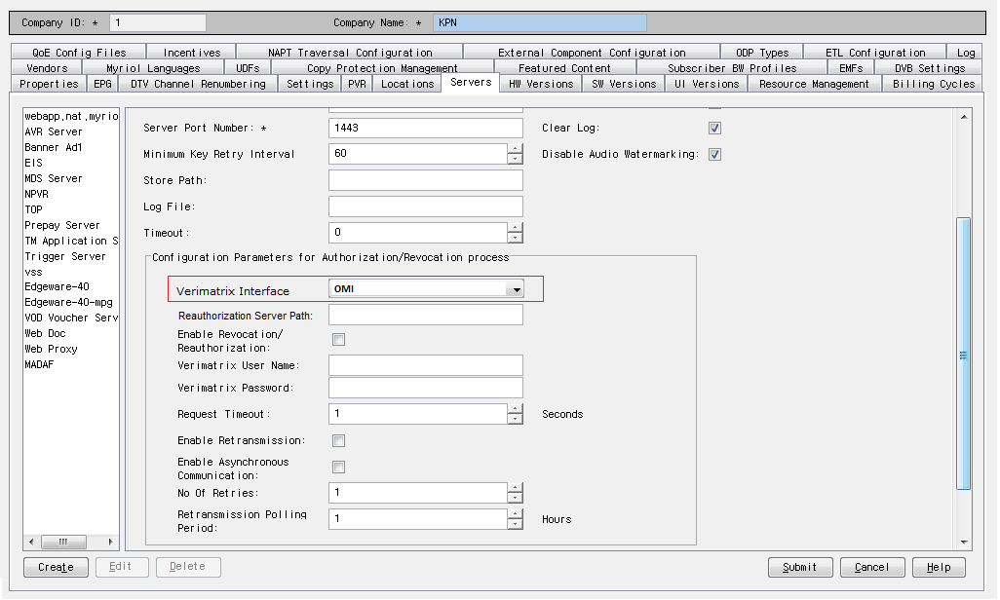 Company ID: * 1 Company Name: * KPN
QoE Config Files Incentives NAPT Traversal Configuration External Component Configuration ODP Types ETL Configuration Log
Vendors Myriol Languages UDFs Copy Protection Management Featured Content Subscriber BW Profiles EMFs DVB Settings
Properties EPG DTV Channel Renumbering Settings PVR Locations Servers HW Versions SW Versions UI Versions Resource Management Billing Cycles
webapp,nat,myrio
AVR Server
Banner Ad1
EIS
MDS Server
NPVR
TOP
Prepay Server
TM Application S
Trigger Server
vss
Edgeware-40
Edgeware-40-mpg
VOD Voucher Serv
Web Doc
Web Proxy
MADAF
Server Port Number: * 1443 Clear Log:
Minimum Key Retry Interval 60 Disable Audio Watermarking:
Store Path:
Log File:
Timeout: 0
Configuration Parameters for Authorization/Revocation process
Verimatrix Interface OMI
Reauthorization Server Path:
Enable Revocation/
Reauthorization:
Verimatrix User Name:
Verimatrix Password:
Request Timeout: 1 Seconds
Enable Retransmission:
Enable Asynchronous
Communication:
No Of Retries: 1
Retransmission Polling
Period: 1 Hours
Create Edit Delete Submit Cancel Help